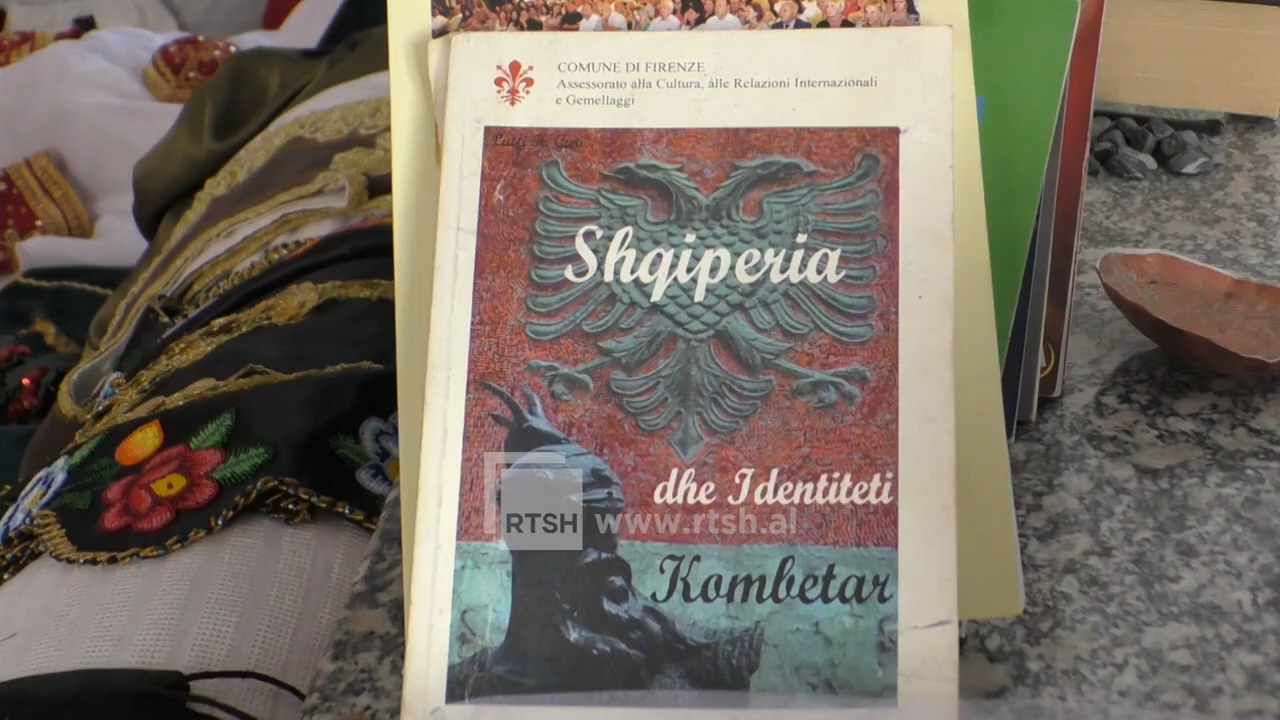 COMUNE DI FIRENZE
Assessorato alla Cultura, alle Relazioni Internazionali
e Gemellaggi
Shqiperia
dhe Identiteti
Kombetar
RTSH www.rtsh.al